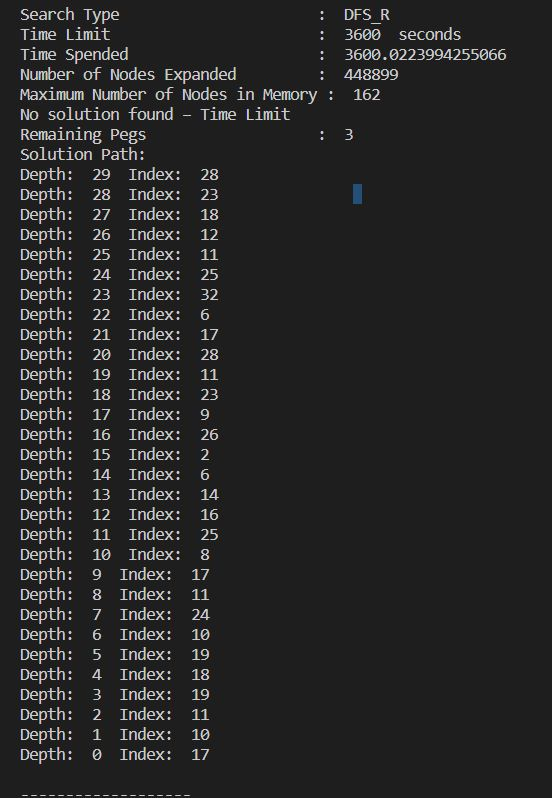 Search Type : DFS_R
Time Limit : 3600 seconds
Time Spended : 3600.0223994255066
Number of Nodes Expanded : 448899
Maximum Number of Nodes in Memory : 162
No solution found – Time Limit
Remaining Pegs : 3
Solution Path:
Depth: 29 Index: 28
Depth: 28 Index: 23
Depth: 27 Index: 18
Depth: 26 Index: 12
Depth: 25 Index: 11
Depth: 24 Index: 25
Depth: 23 Index: 32
Depth: 22 Index: 6
Depth: 21 Index: 17
Depth: 20 Index: 28
Depth: 19 Index: 11
Depth: 18 Index: 23
Depth: 17 Index: 9
Depth: 16 Index: 26
Depth: 15 Index: 2
Depth: 14 Index: 6
Depth: 13 Index: 14
Depth: 12 Index: 16
Depth: 11 Index: 25
Depth: 10 Index: 8
Depth: 9 Index: 17
Depth: 8 Index: 11
Depth: 7 Index: 24
Depth: 6 Index: 10
Depth: 5 Index: 19
Depth: 4 Index: 18
Depth: 3 Index: 19
Depth: 2 Index: 11
Depth: 1 Index: 10
Depth: 0 Index: 17
-------------------